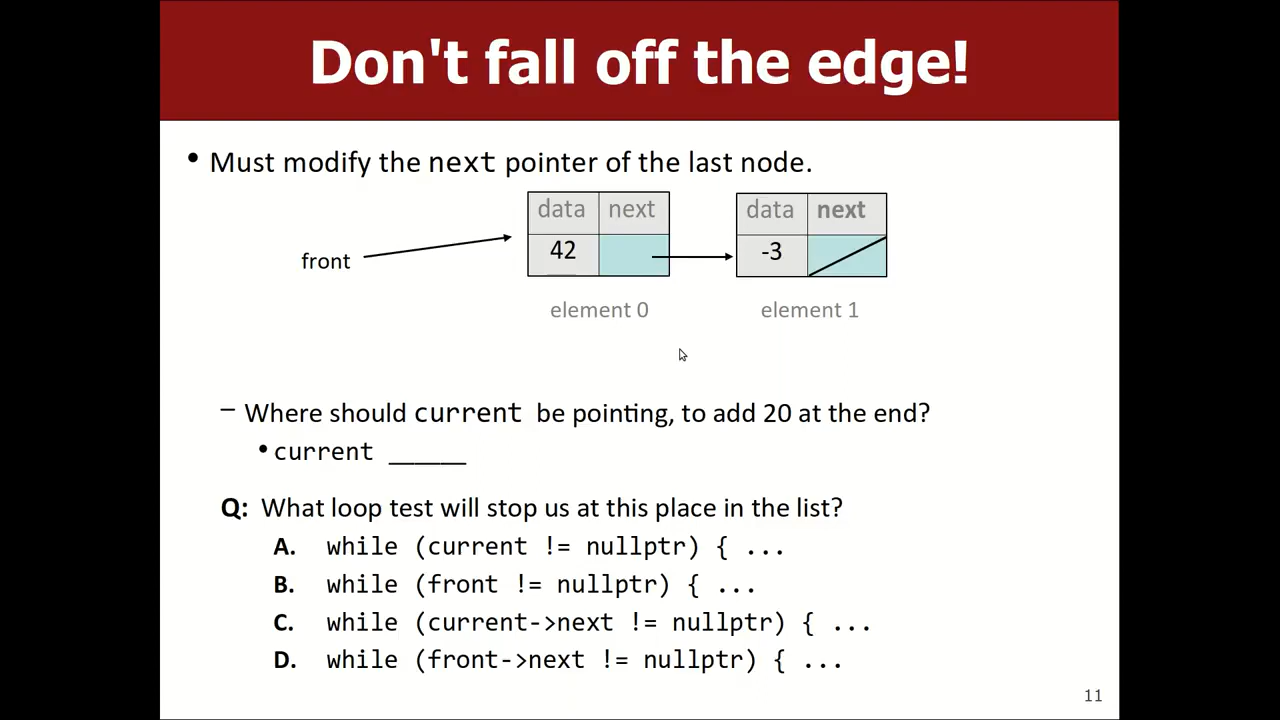 Don't fall off the edge!
• Must modify the next pointer of the last node.
data next data next
front 42 -3
element 0 element 1
– Where should current be pointing, to add 20 at the end?
• current ______
Q: What loop test will stop us at this place in the list?
A. while (current != nullptr) { ...
B. while (front != nullptr) { ...
C. while (current->next != nullptr) { ...
D. while (front->next != nullptr) { ...
11